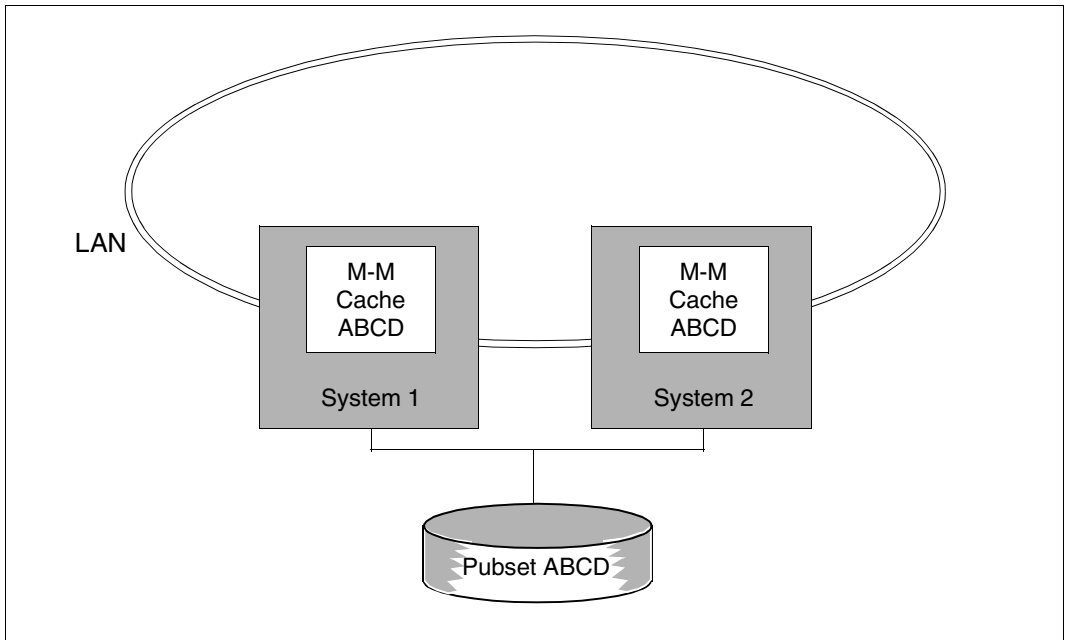 LAN
M-M
Cache
ABCD
System 1
M-M
Cache
ABCD
System 2
Pubset ABCD